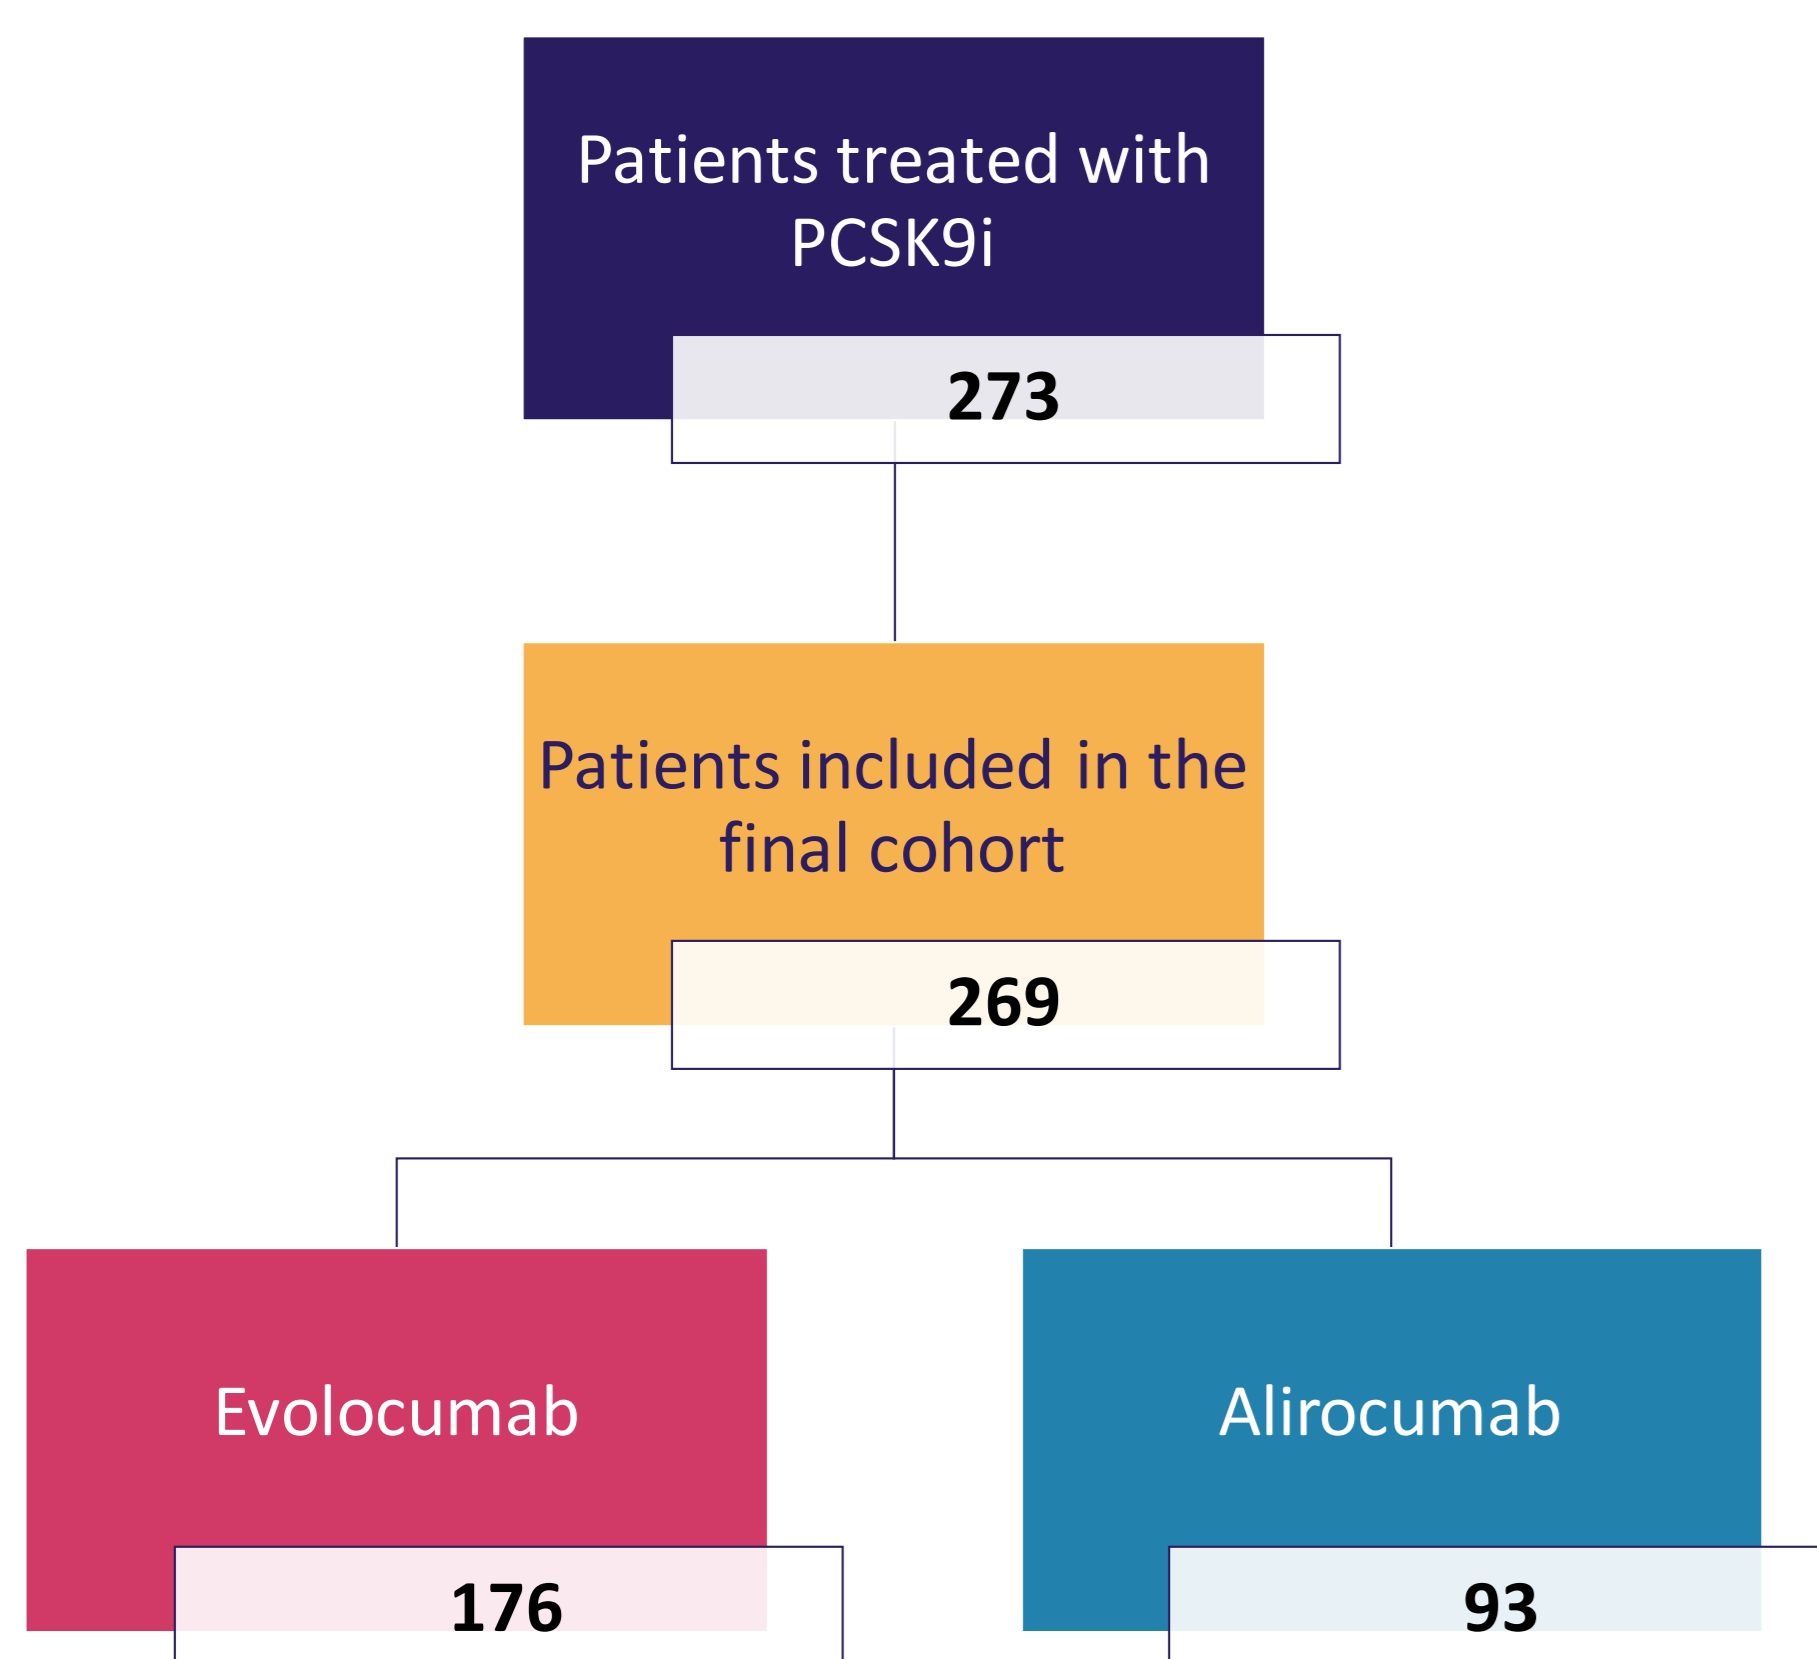 Patients treated with
PCSK9i
273
Patients included in the
final cohort
269
Evolocumab
176
Alirocumab
93